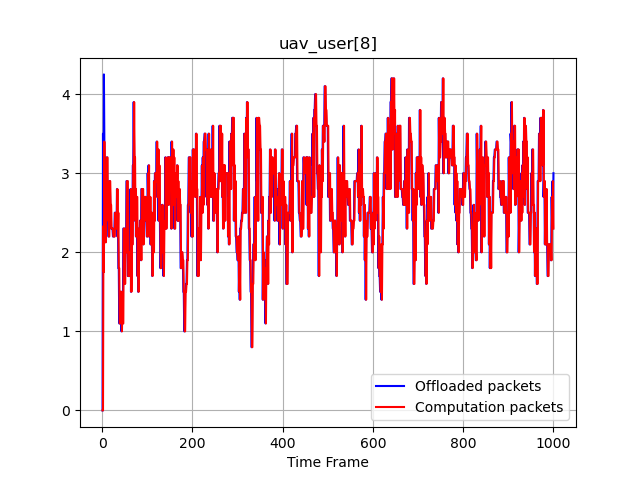 uav_user[8]
4
3
2
1
0
0 200 400 600 800 1000
Time Frame
Offloaded packets
Computation packets